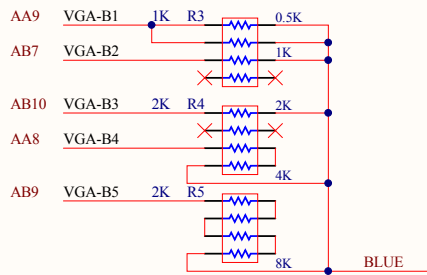 AA9 VGA-B1 1K R3 0.5K
AB7 VGA-B2 1K
AB10 VGA-B3 2K R4 2K
AA8 VGA-B4
4K
AB9 VGA-B5 2K R5
8K BLUE